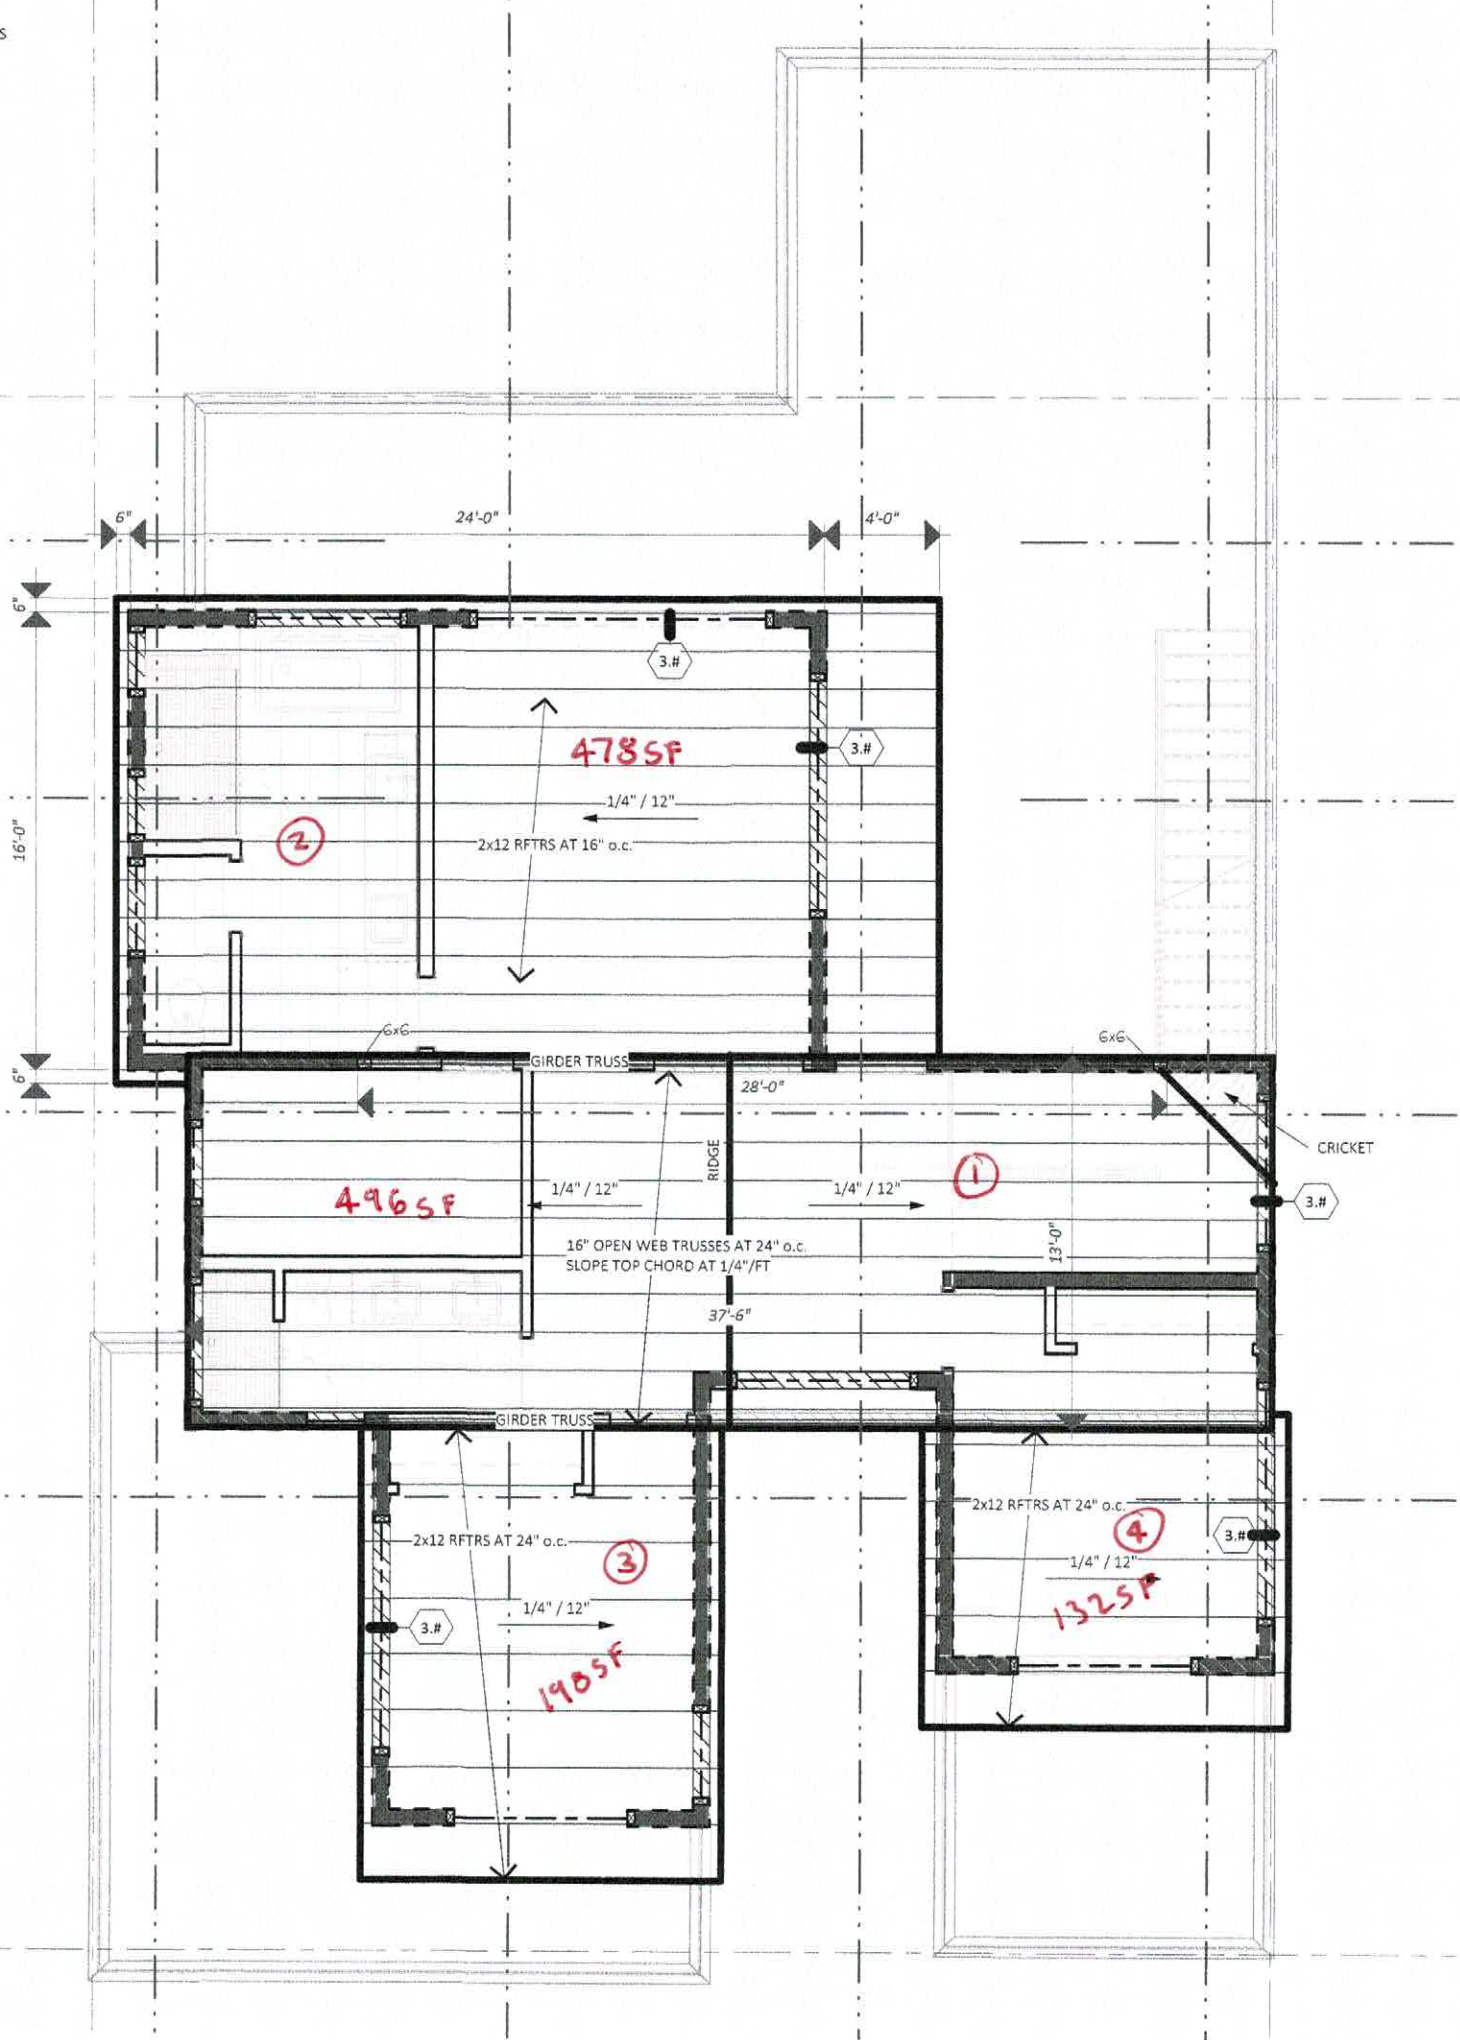 S
6" 24'-0" 4'-0"
6"
3.#
478SF
3.#
1/4" / 12"
16'-0"
2
2x12 RFTRS AT 16" o.c.
6x6
6x6
GIRDER TRUSS
6"
28'-0"
CRICKET
RIDGE
1
496SF
1/4" / 12"
1/4" / 12"
3.#
13'-0"
16" OPEN WEB TRUSSES AT 24" o.c.
SLOPE TOP CHORD AT 1/4"/FT
37'-6"
GIRDER TRUSS
2x12 RFTRS AT 24" o.c.
4
3.#
2x12 RFTRS AT 24" o.c.
3
1/4" / 12"
132SF
1/4" / 12"
3.#
198SF